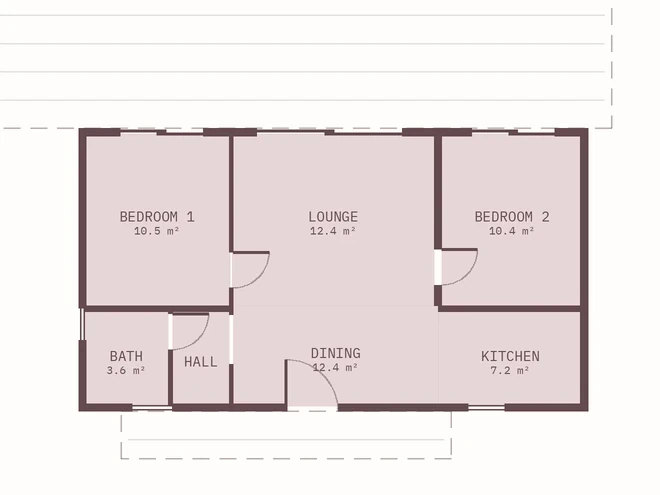 BEDROOM 1
10.5 m²
LOUNGE
12.4 m²
BEDROOM 2
10.4 m²
BATH
3.6 m²
HALL
DINING
12.4 m²
KITCHEN
7.2 m²